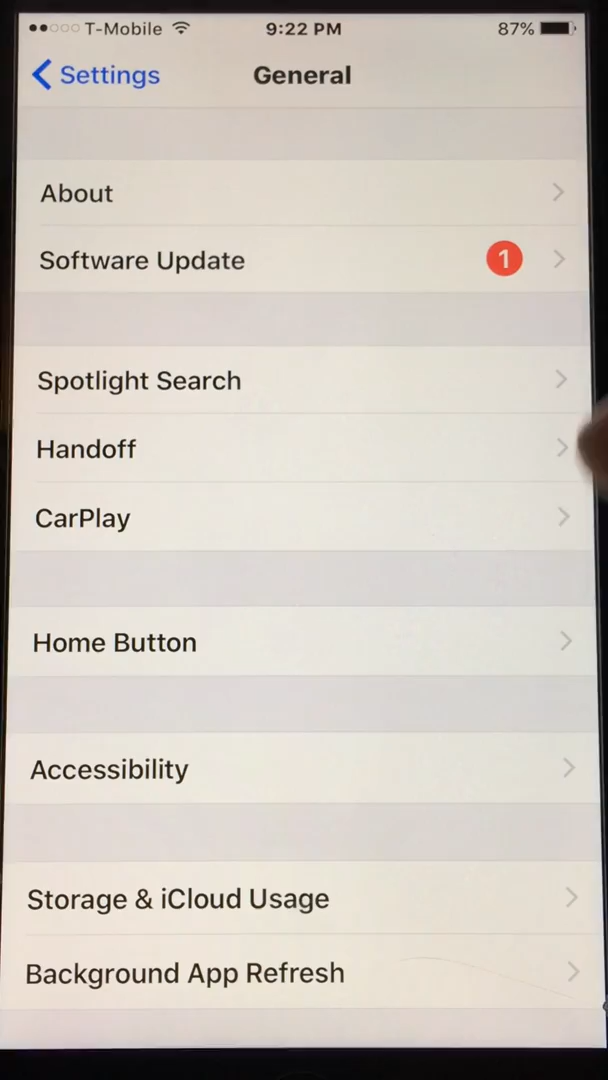 T-Mobile 9:22 PM 87%
Settings General
About
Software Update 1
Spotlight Search
Handoff
CarPlay
Home Button
Accessibility
Storage & iCloud Usage
Background App Refresh